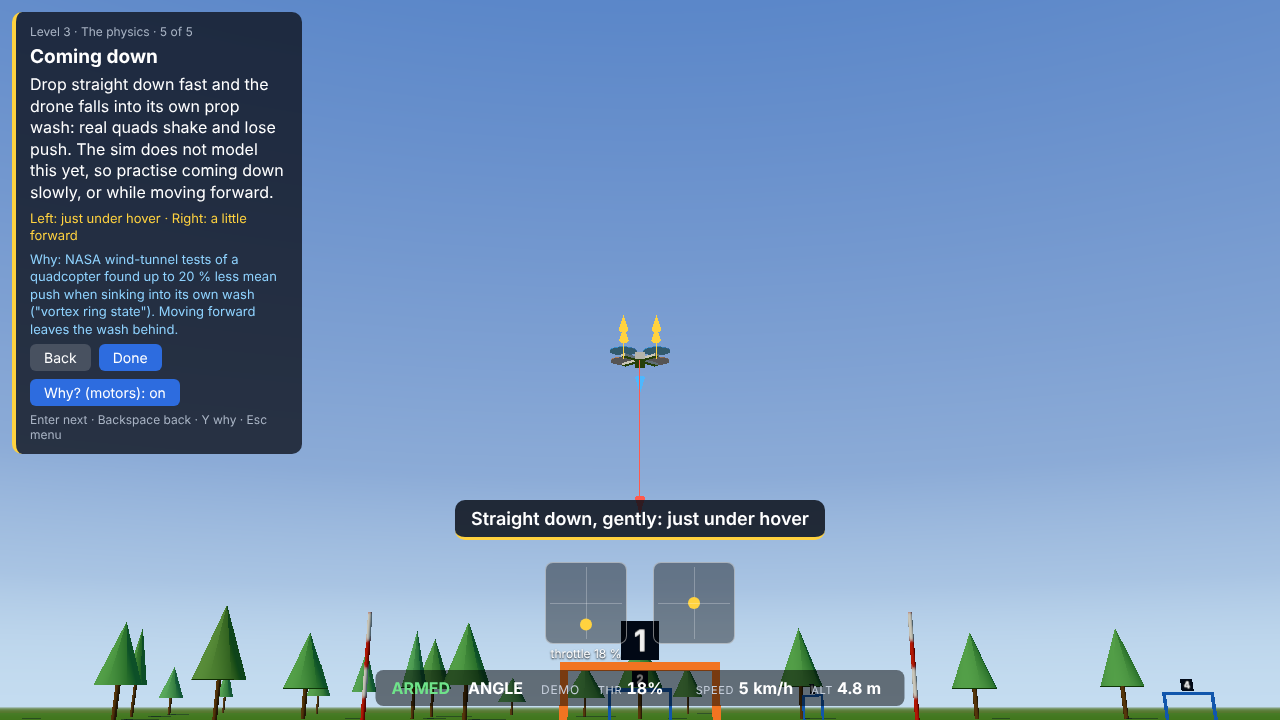 Level 3 · The physics · 5 of 5
Coming down
Drop straight down fast and the
drone falls into its own prop
wash: real quads shake and lose
push. The sim does not model
this yet, so practise coming down
slowly, or while moving forward.
Left: just under hover · Right: a little
forward
Why: NASA wind-tunnel tests of a
quadcopter found up to 20 % less mean
push when sinking into its own wash
("vortex ring state"). Moving forward
leaves the wash behind.
Back Done
Why? (motors): on
Enter next · Backspace back · Y why · Esc
menu
Straight down, gently: just under hover
1
throttle 18 %
2
4
ARMED ANGLE DEMO THR 18% SPEED 5 km/h ALT 4.8 m